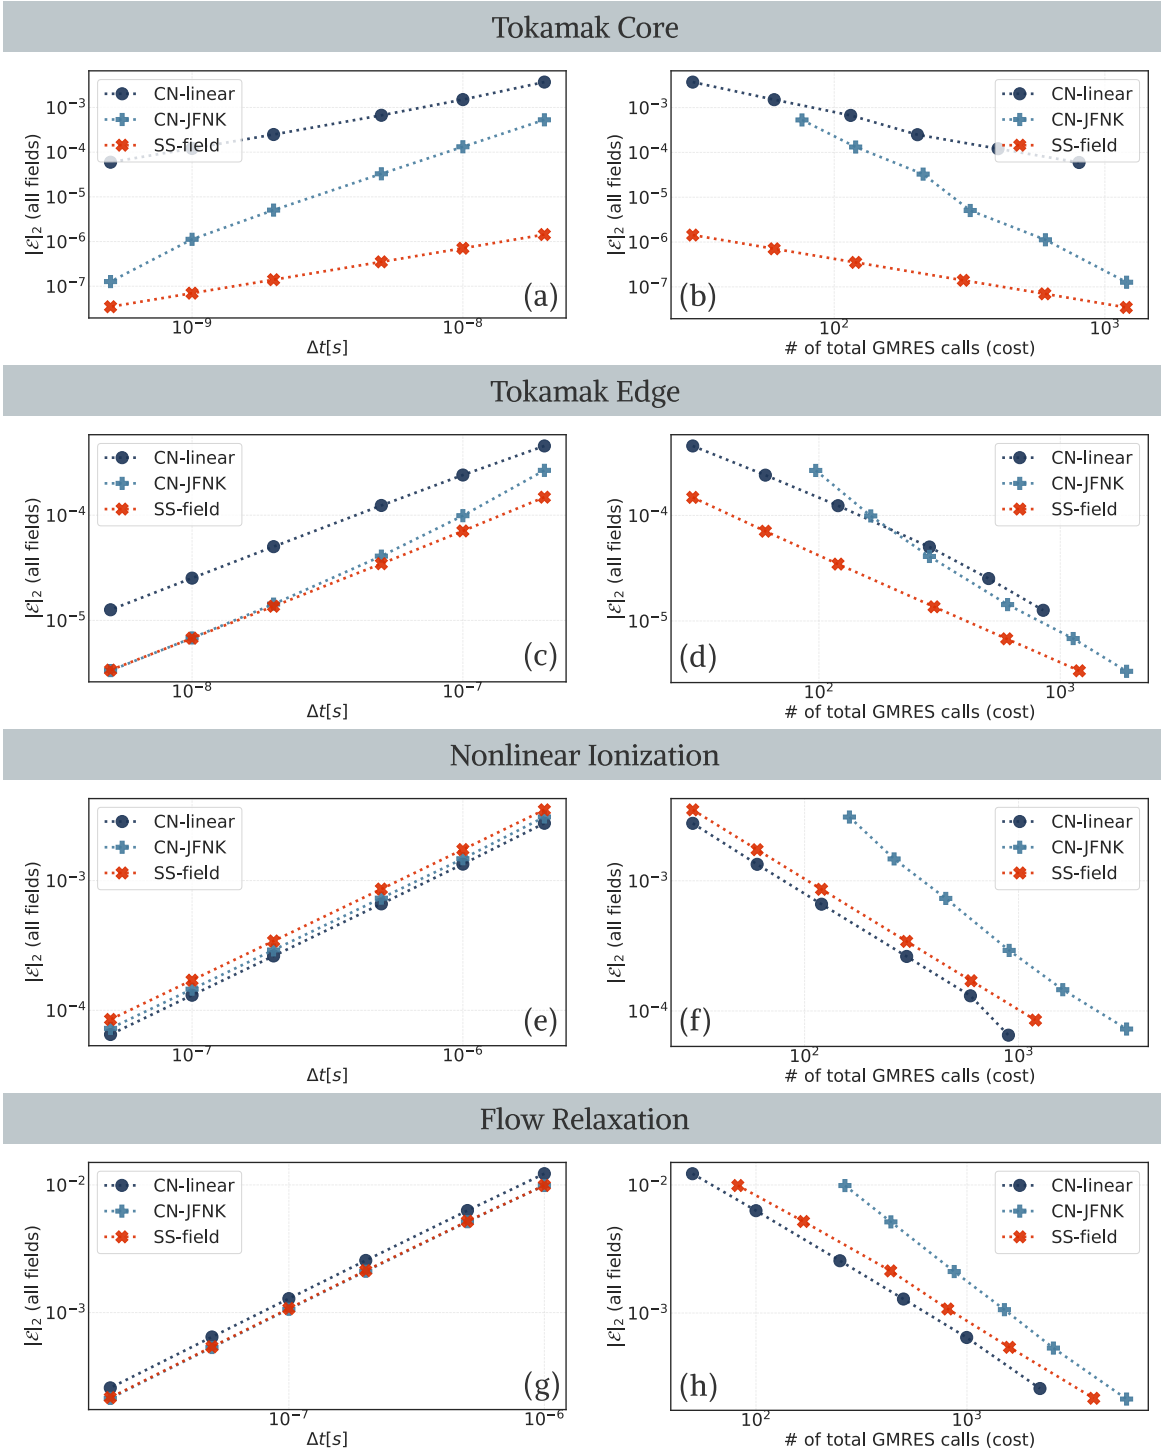 Tokamak Core
|ℰ|₂ (all fields)
10⁻³
10⁻⁴
10⁻⁵
10⁻⁶
10⁻⁷
CN-linear
CN-JFNK
SS-field
(a)
10⁻⁹
10⁻⁸
Δt[s]
|ℰ|₂ (all fields)
10⁻³
10⁻⁴
10⁻⁵
10⁻⁶
10⁻⁷
CN-linear
CN-JFNK
SS-field
(b)
10²
10³
# of total GMRES calls (cost)
Tokamak Edge
|ℰ|₂ (all fields)
10⁻⁴
10⁻⁵
CN-linear
CN-JFNK
SS-field
(c)
10⁻⁸
10⁻⁷
Δt[s]
|ℰ|₂ (all fields)
10⁻⁴
10⁻⁵
CN-linear
CN-JFNK
SS-field
(d)
10²
10³
# of total GMRES calls (cost)
Nonlinear Ionization
|ℰ|₂ (all fields)
10⁻³
10⁻⁴
CN-linear
CN-JFNK
SS-field
(e)
10⁻⁷
10⁻⁶
Δt[s]
|ℰ|₂ (all fields)
10⁻³
10⁻⁴
CN-linear
CN-JFNK
SS-field
(f)
10²
10³
# of total GMRES calls (cost)
Flow Relaxation
|ℰ|₂ (all fields)
10⁻²
10⁻³
CN-linear
CN-JFNK
SS-field
(g)
10⁻⁷
10⁻⁶
Δt[s]
|ℰ|₂ (all fields)
10⁻²
10⁻³
CN-linear
CN-JFNK
SS-field
(h)
10²
10³
# of total GMRES calls (cost)